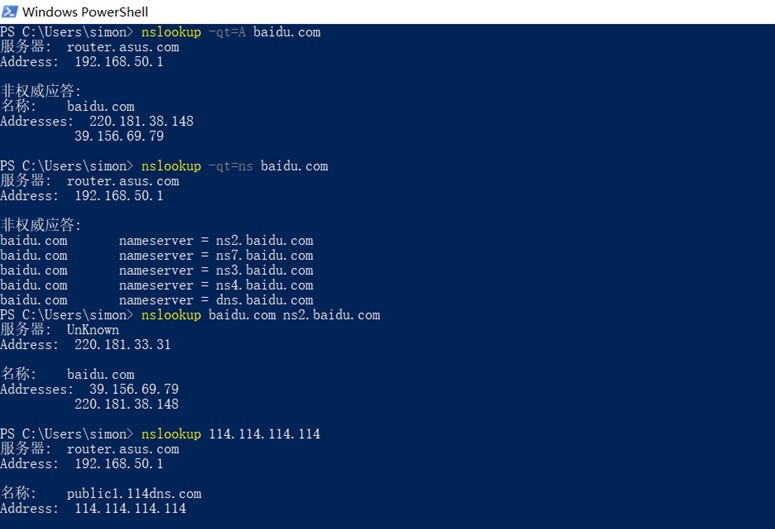 Windows PowerShell
PS C:\Users\simon> nslookup -qt=A baidu.com
服务器:  router.asus.com
Address:  192.168.50.1
非权威应答:
名称:    baidu.com
Addresses:  220.181.38.148
39.156.69.79
PS C:\Users\simon> nslookup -qt=ns baidu.com
服务器:  router.asus.com
Address:  192.168.50.1
非权威应答:
baidu.com       nameserver = ns2.baidu.com
baidu.com       nameserver = ns7.baidu.com
baidu.com       nameserver = ns3.baidu.com
baidu.com       nameserver = ns4.baidu.com
baidu.com       nameserver = dns.baidu.com
PS C:\Users\simon> nslookup baidu.com ns2.baidu.com
服务器:  UnKnown
Address:  220.181.33.31
名称:    baidu.com
Addresses:  39.156.69.79
220.181.38.148
PS C:\Users\simon> nslookup 114.114.114.114
服务器:  router.asus.com
Address:  192.168.50.1
名称:    public1.114dns.com
Address:  114.114.114.114